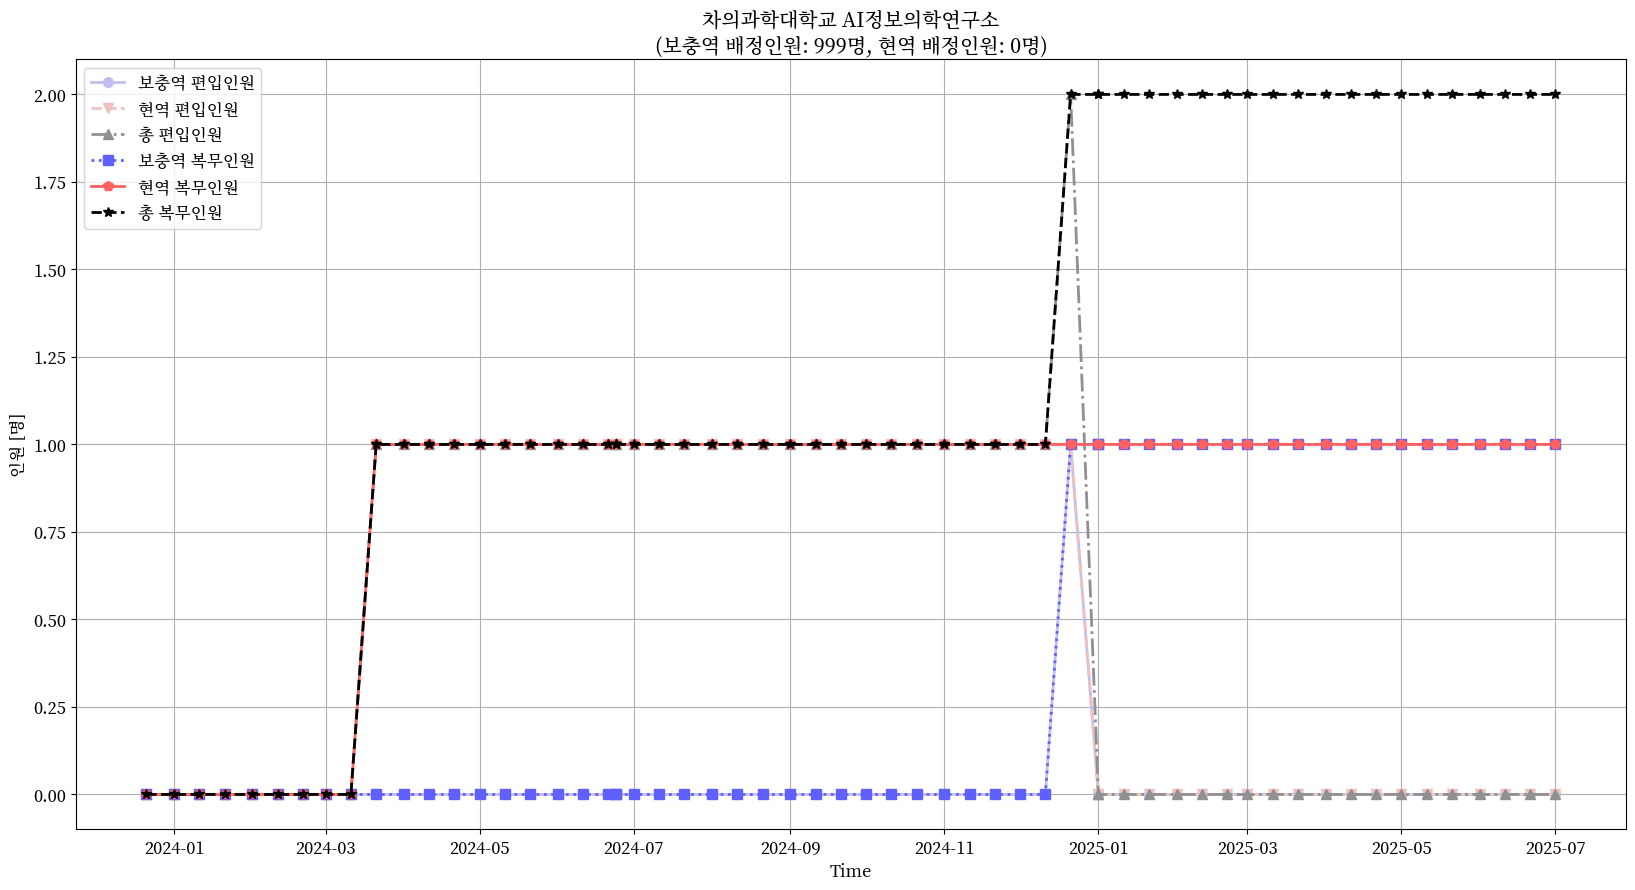 차의과학대학교 AI정보의학연구소
(보충역 배정인원: 999명, 현역 배정인원: 0명)
보충역 편입인원
현역 편입인원
총 편입인원
보충역 복무인원
현역 복무인원
총 복무인원
인원 [명]
2.00
1.75
1.50
1.25
1.00
0.75
0.50
0.25
0.00
2024-01 2024-03 2024-05 2024-07 2024-09 2024-11 2025-01 2025-03 2025-05 2025-07
Time